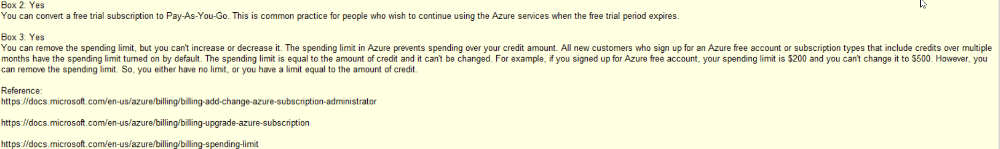 Box 2: Yes
You can convert a free trial subscription to Pay-As-You-Go. This is common practice for people who wish to continue using the Azure services when the free trial period expires.
Box 3: Yes
You can remove the spending limit, but you can't increase or decrease it. The spending limit in Azure prevents spending over your credit amount. All new customers who sign up for an Azure free account or subscription types that include credits over multiple
months have the spending limit turned on by default. The spending limit is equal to the amount of credit and it can't be changed. For example, if you signed up for Azure free account, your spending limit is $200 and you can't change it to $500. However, you
can remove the spending limit. So, you either have no limit, or you have a limit equal to the amount of credit.
Reference:
https://docs.microsoft.com/en-us/azure/billing/billing-add-change-azure-subscription-administrator
https://docs.microsoft.com/en-us/azure/billing/billing-upgrade-azure-subscription
https://docs.microsoft.com/en-us/azure/billing/billing-spending-limit